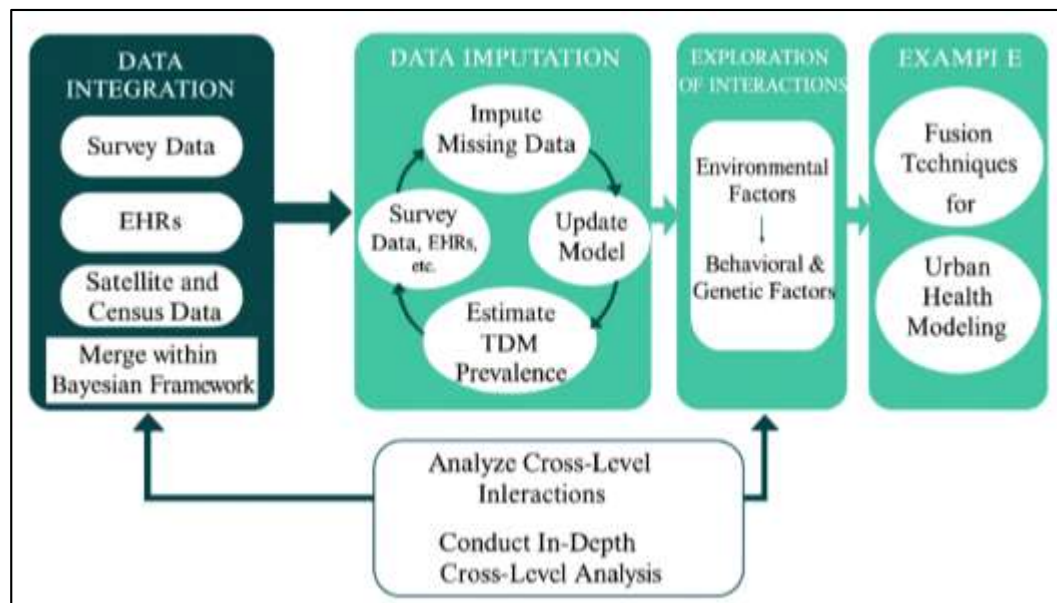 DATA
INTEGRATION
Survey Data
EHRs
Satellite and
Census Data
Merge within
Bayesian Framework
DATA IMPUTATION
Impute
Missing Data
Survey
Data, EHRs,
etc.
Update
Model
Estimate
TDM
Prevalence
EXPLORATION
OF INTERACTIONS
Environmental
Factors
Behavioral &
Genetic Factors
EXAMPI E
Fusion
Tccbniques
for
Urban
Health
Modeling
Analyze Cross-Level
Inleractions
Conduct In-Depth
Cross-Level Analysis